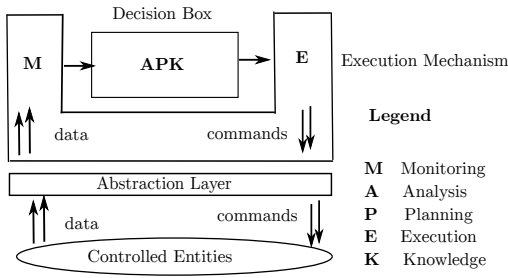 Decision Box
M
APK
E
Execution Mechanism
data
commands
Legend
Abstraction Layer
data
commands
Controlled Entities
M Monitoring
A Analysis
P Planning
E Execution
K Knowledge